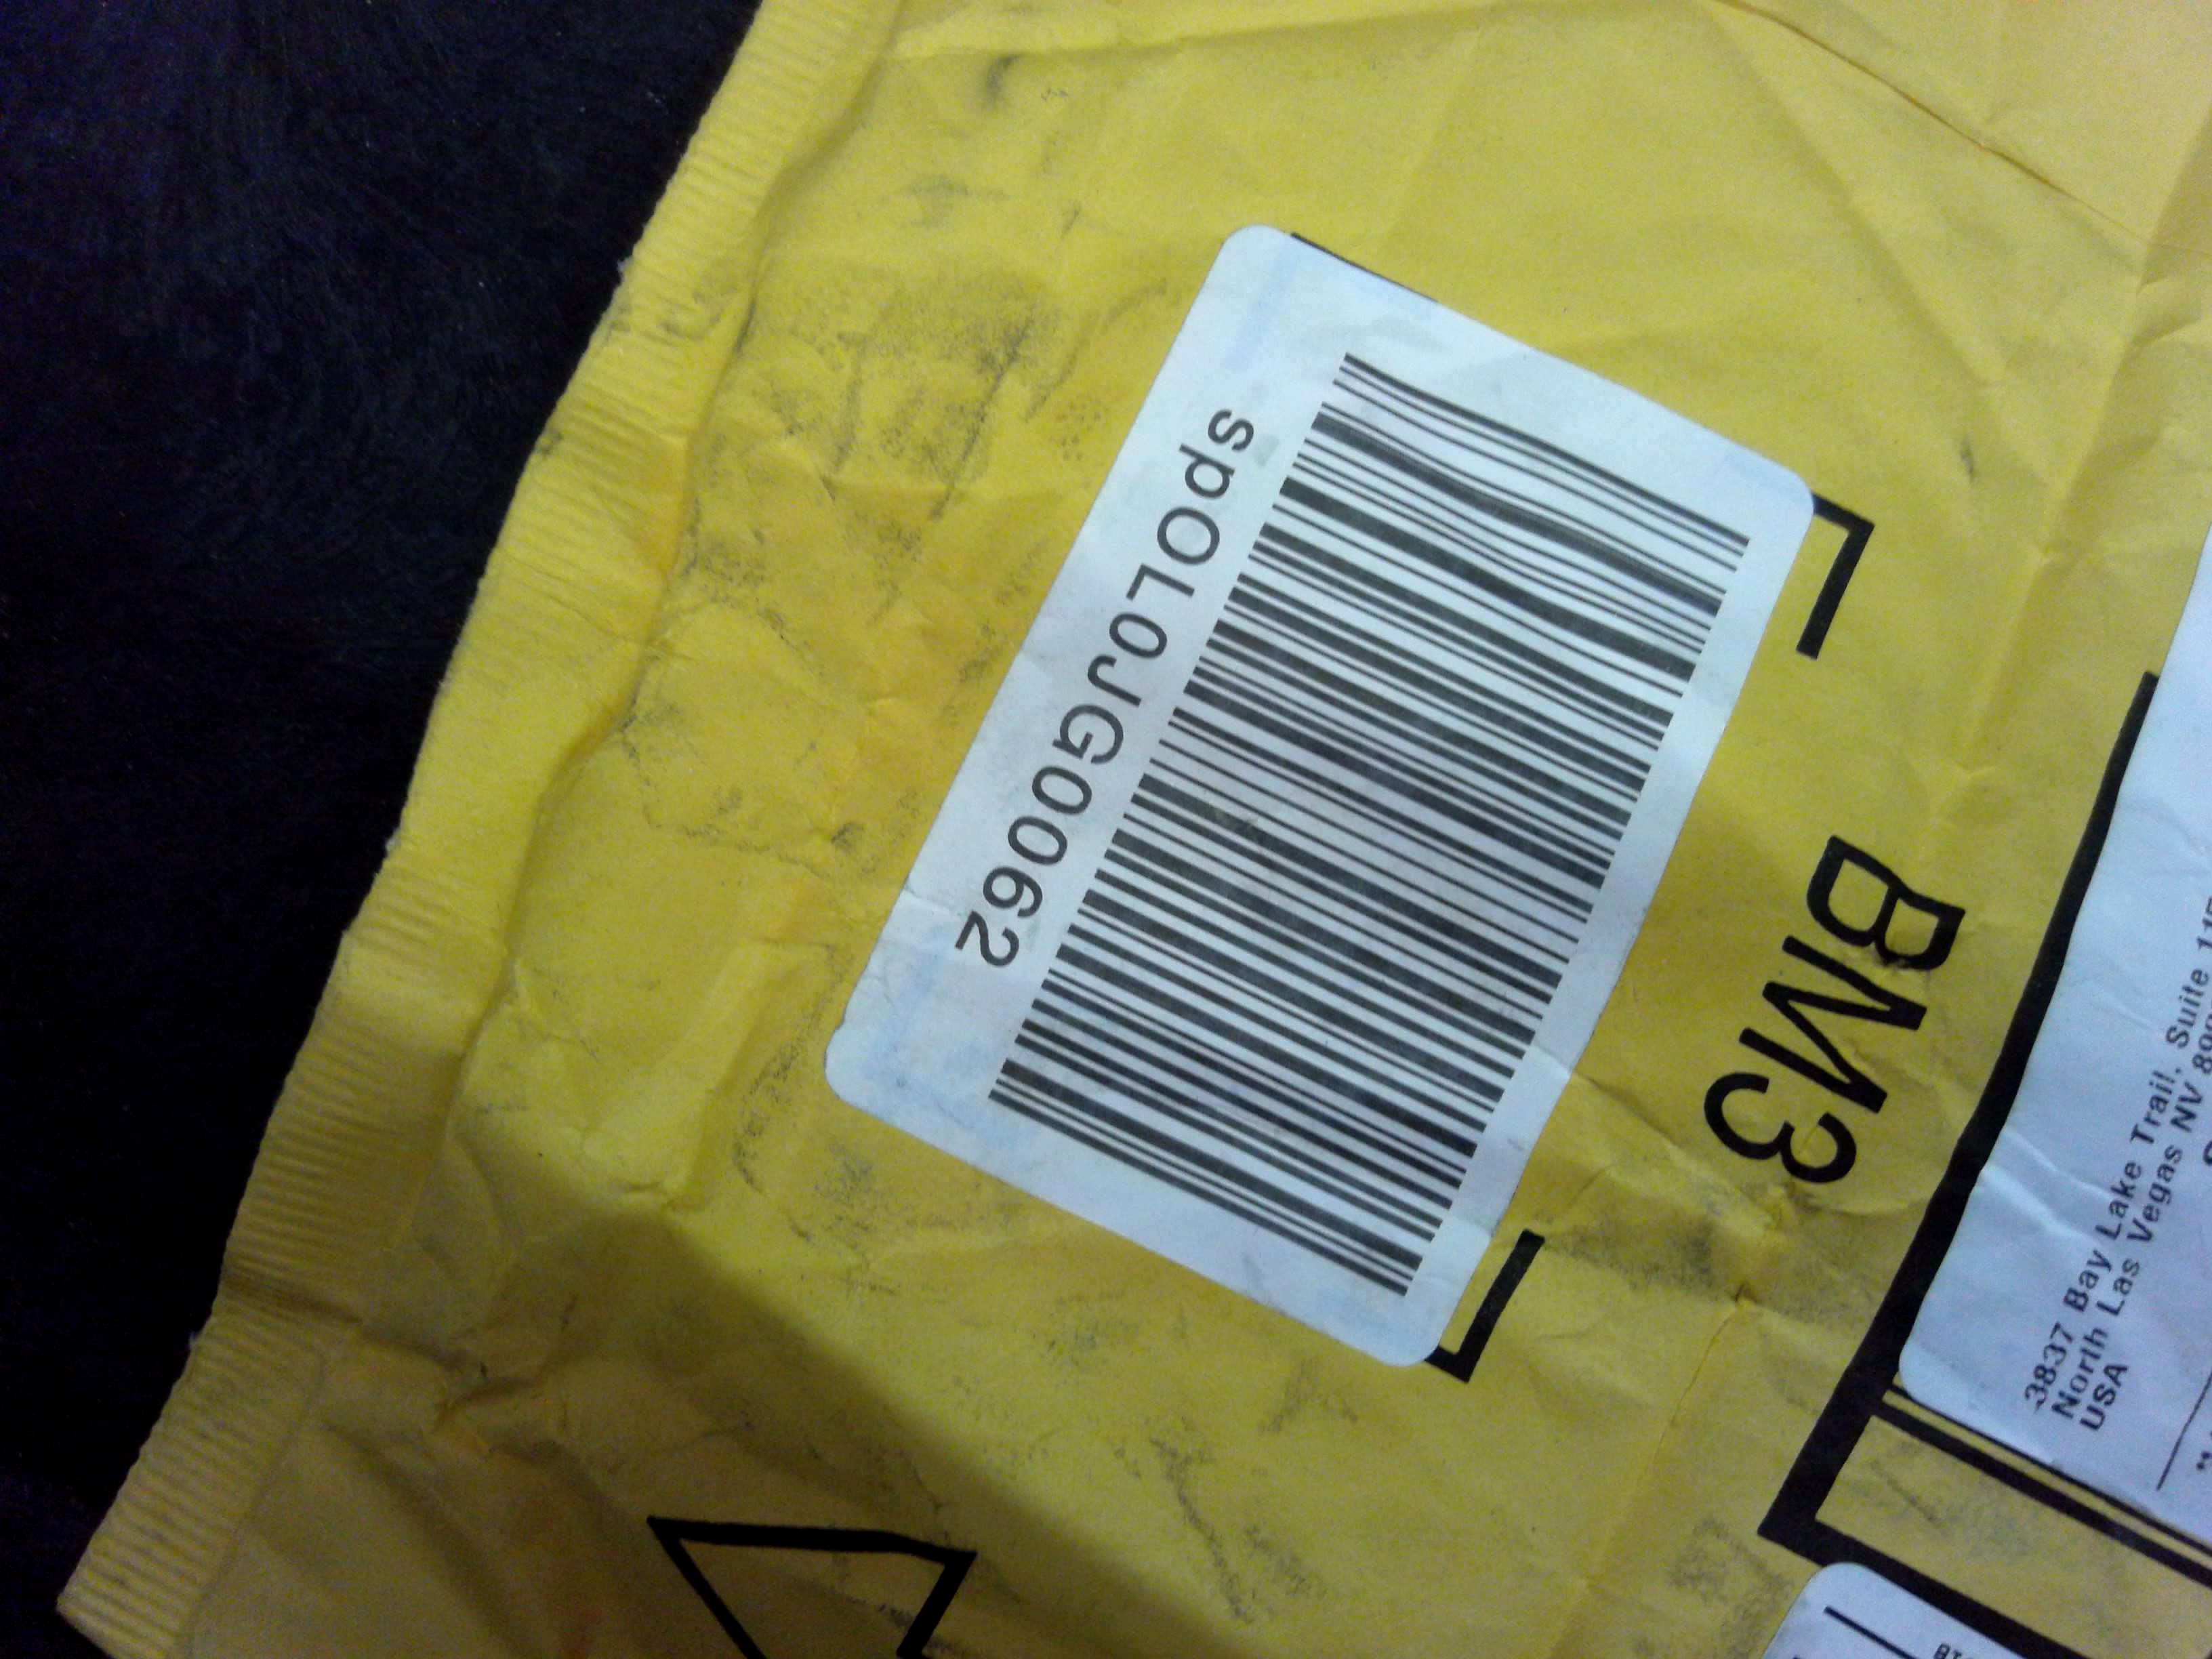 spOL0JG0062
BM3
3837 Bay Lake Trail, Suite
North Las Vegas NV
USA